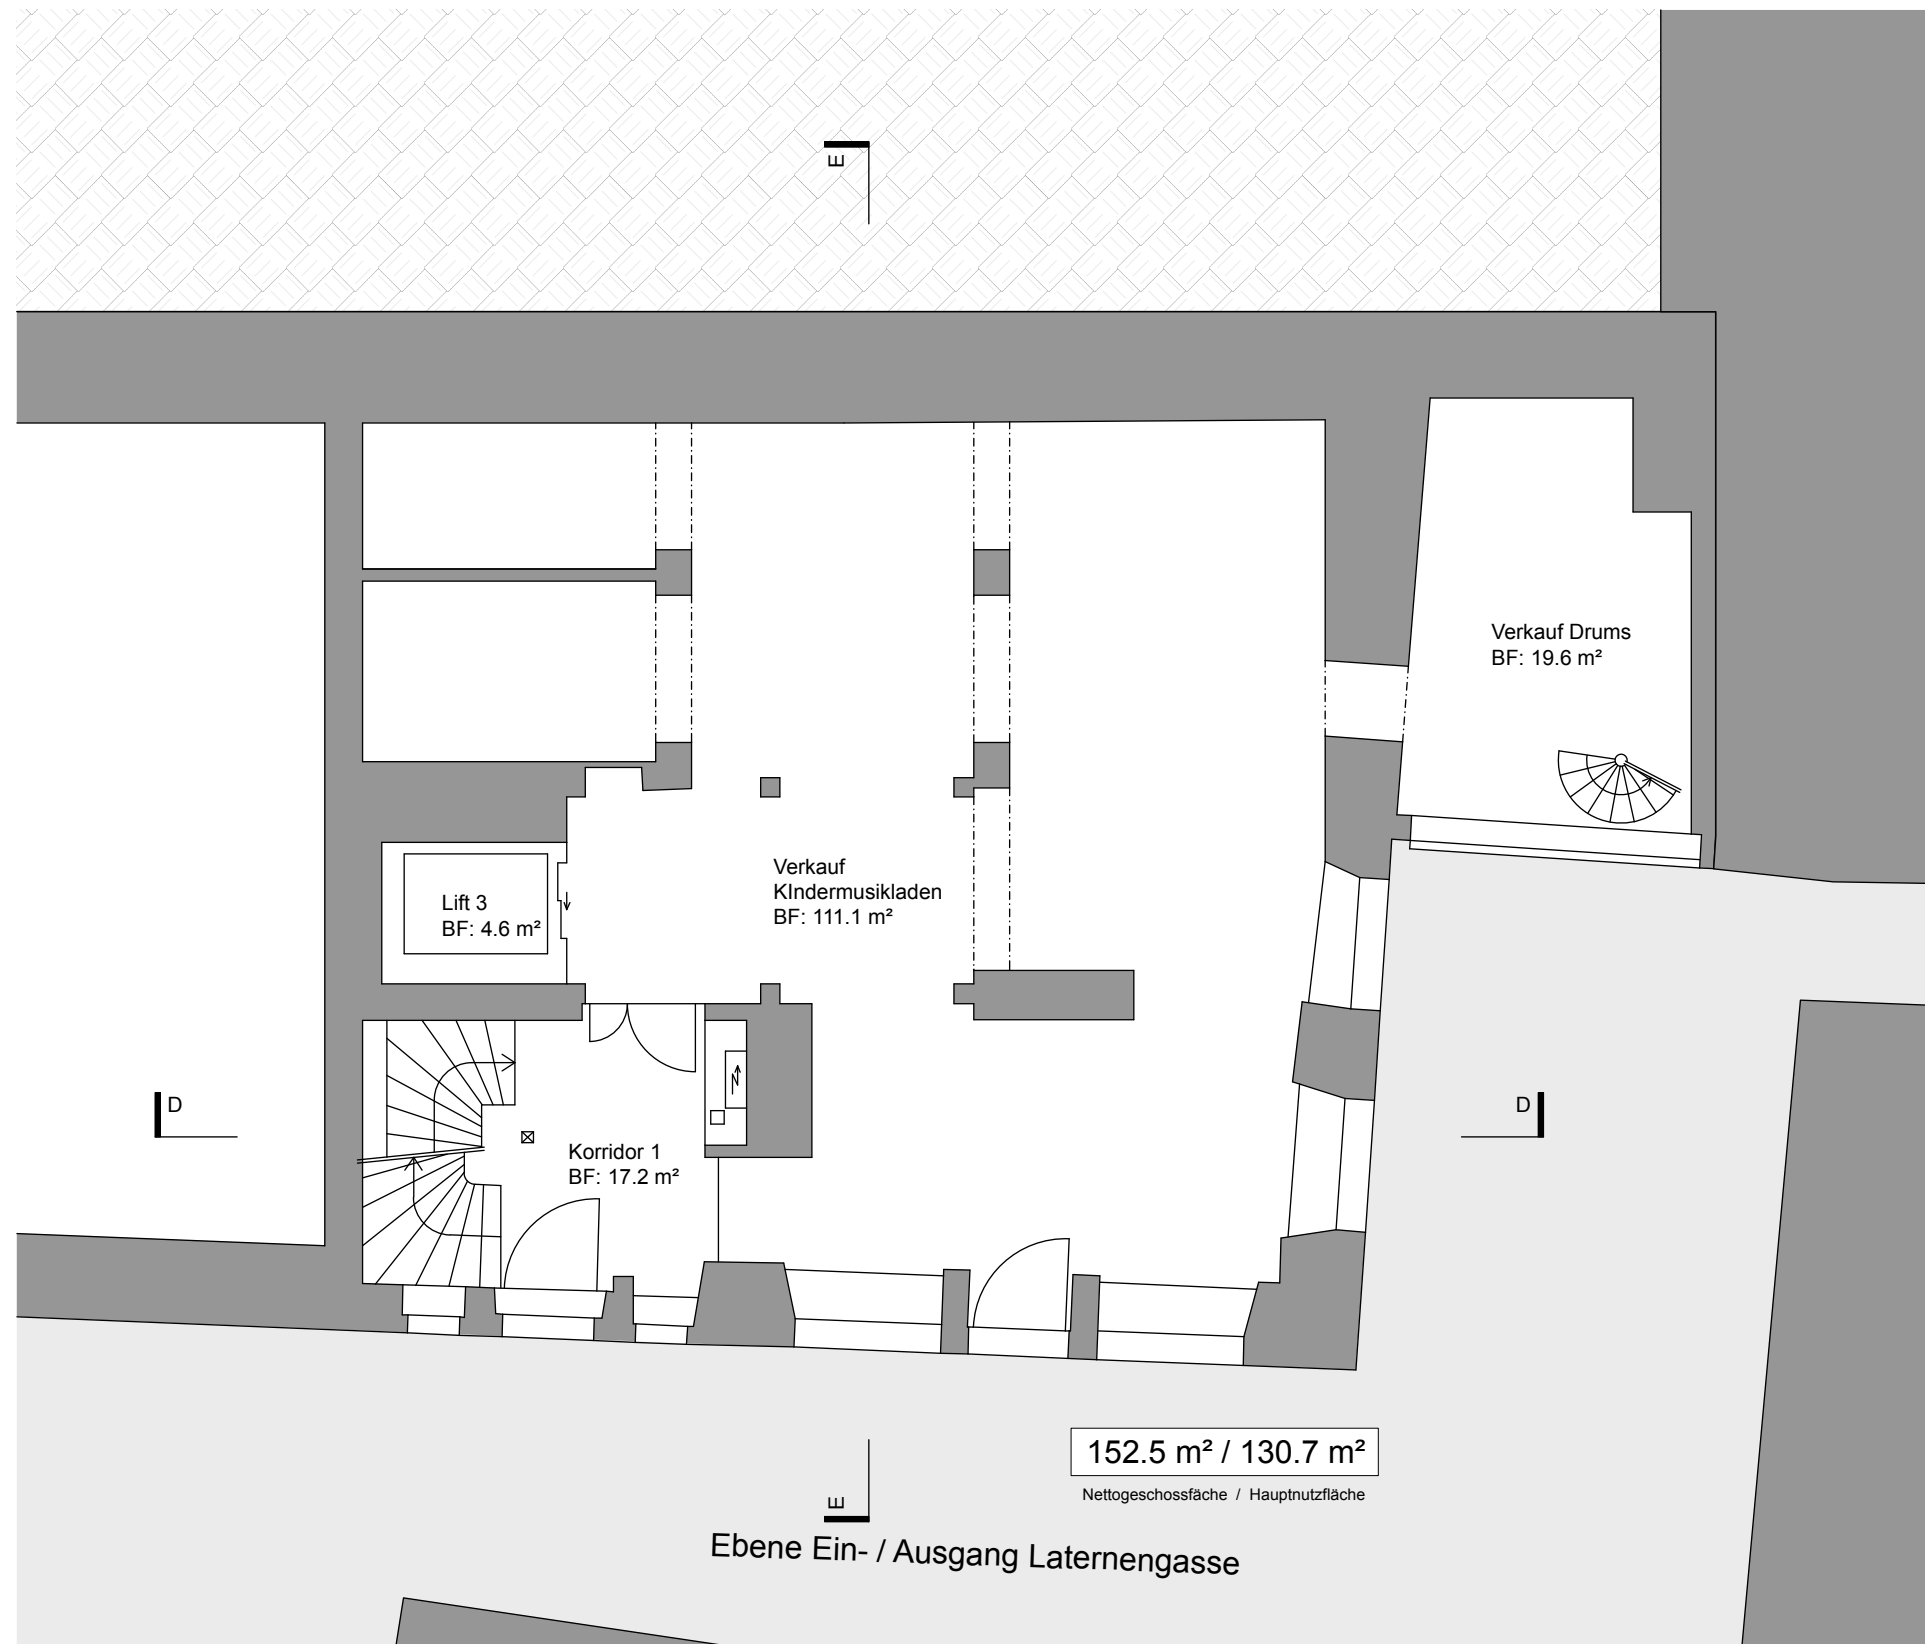 E
Verkauf Drums
BF: 19.6 m²
Verkauf
KIndermusikladen
BF: 111.1 m²
Lift 3
BF: 4.6 m²
D
D
Korridor 1
BF: 17.2 m²
152.5 m² / 130.7 m²
Nettogeschossfäche / Hauptnutzfläche
E
Ebene Ein- / Ausgang Laternengasse